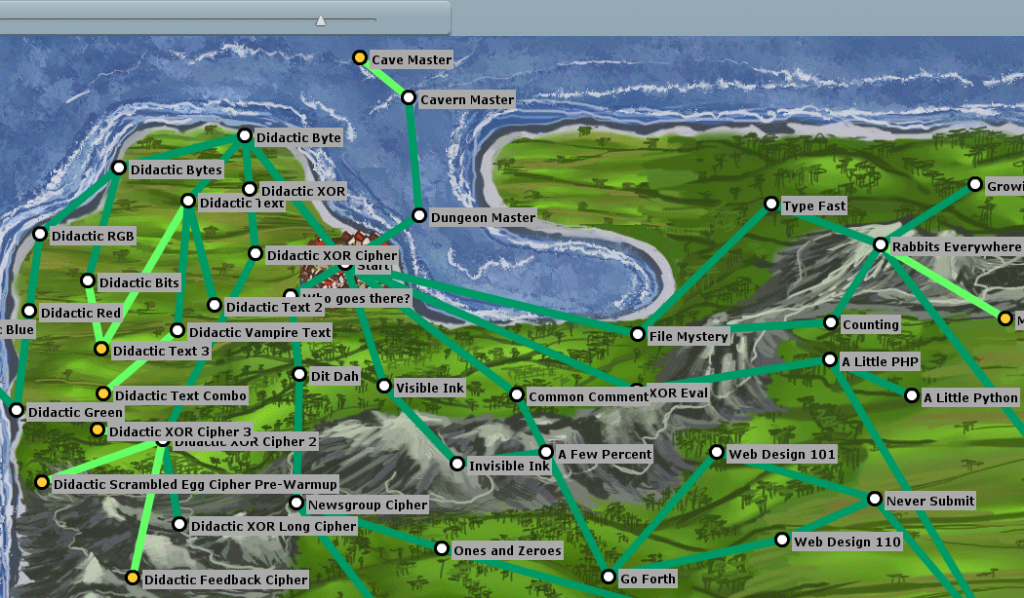 Cave Master
Cavern Master
Didactic Byte
Didactic Bytes
Didactic XOR
Growi
Didactic Text
Type Fast
Dungeon Master
Didactic RGB
Rabbits Everywhere
Didactic XOR Cipher
Start
Didactic Bits
Who goes there?
Didactic Text 2
Didactic Red
M
Counting
c Blue
Didactic Vampire Text
File Mystery
Didactic Text 3
A Little PHP
Dit Dah
Visible Ink
XOR Eval
Didactic Text Combo
Common Comment
A Little Python
Didactic Green
Didactic XOR Cipher 3
Didactic XOR Cipher 2
A Few Percent
Web Design 101
Invisible Ink
Didactic Scrambled Egg Cipher Pre-Warmup
Never Submit
Newsgroup Cipher
Didactic XOR Long Cipher
Web Design 110
Ones and Zeroes
Didactic Feedback Cipher
Go Forth